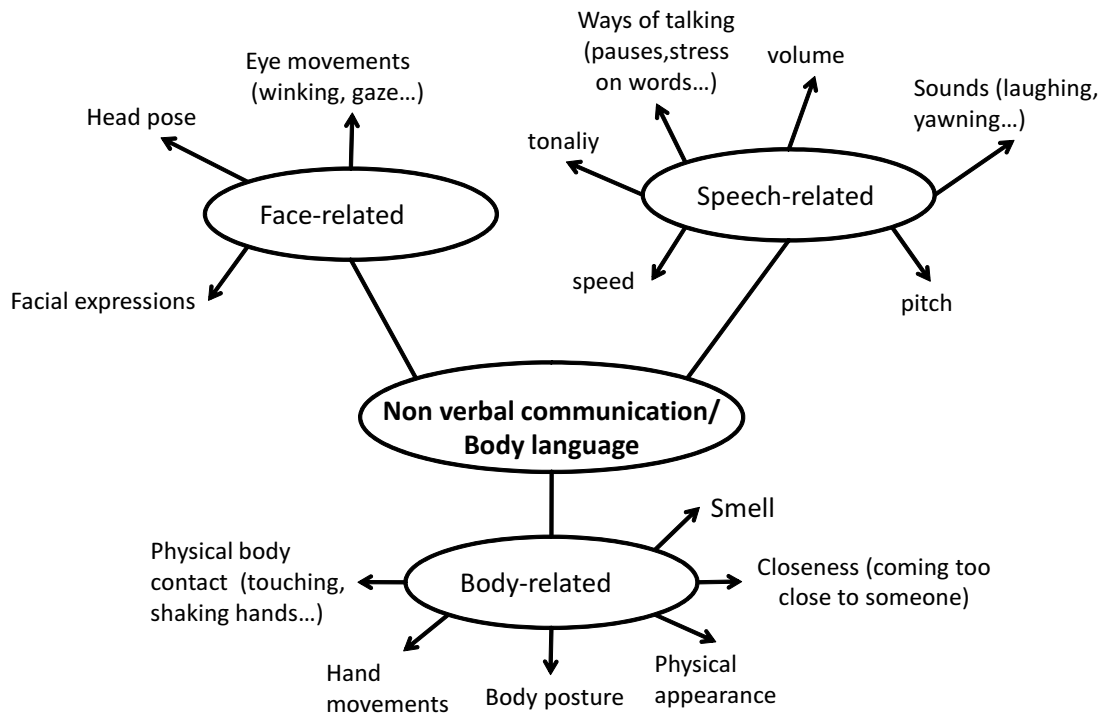 Ways of talking
(pauses,stress
on words…)
volume
Eye movements
(winking, gaze…)
Sounds (laughing,
yawning…)
Head pose
tonaliy
Face-related
Speech-related
speed
pitch
Facial expressions
Non verbal communication/
Body language
Smell
Physical body
contact  (touching,
shaking hands…)
Body-related
Closeness (coming too
close to someone)
Hand
movements
Body posture
Physical
appearance